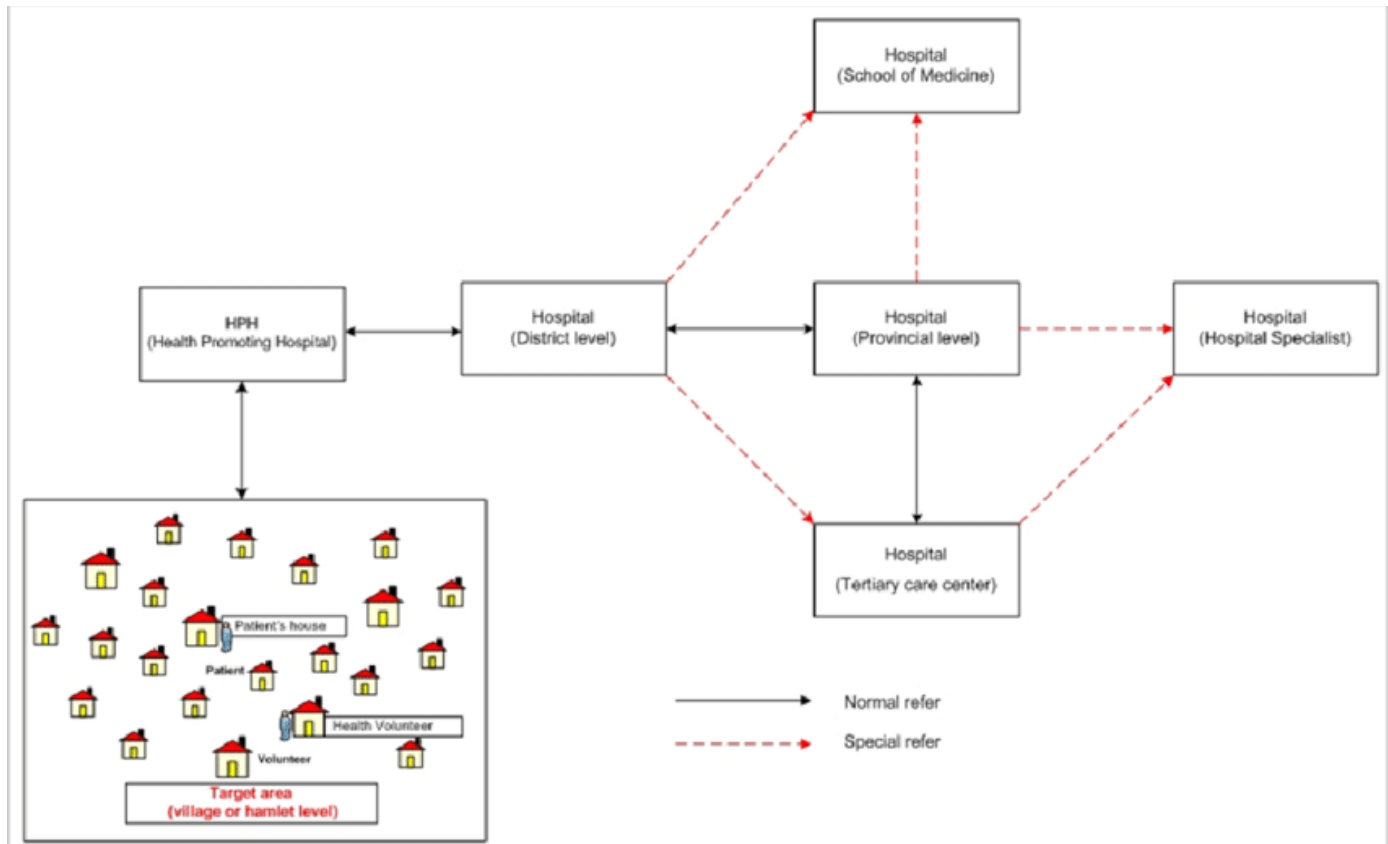 Hospital
(School of Medicine)
HPH
(Health Promoting Hospital)
Hospital
(District level)
Hospital
(Provincial level)
Hospital
(Hospital Specialist)
Hospital
(Tertiary care center)
Patient's house
Patient
Health Volunteer
Volunteer
Target area
(village or hamlet level)
Normal refer
Special refer